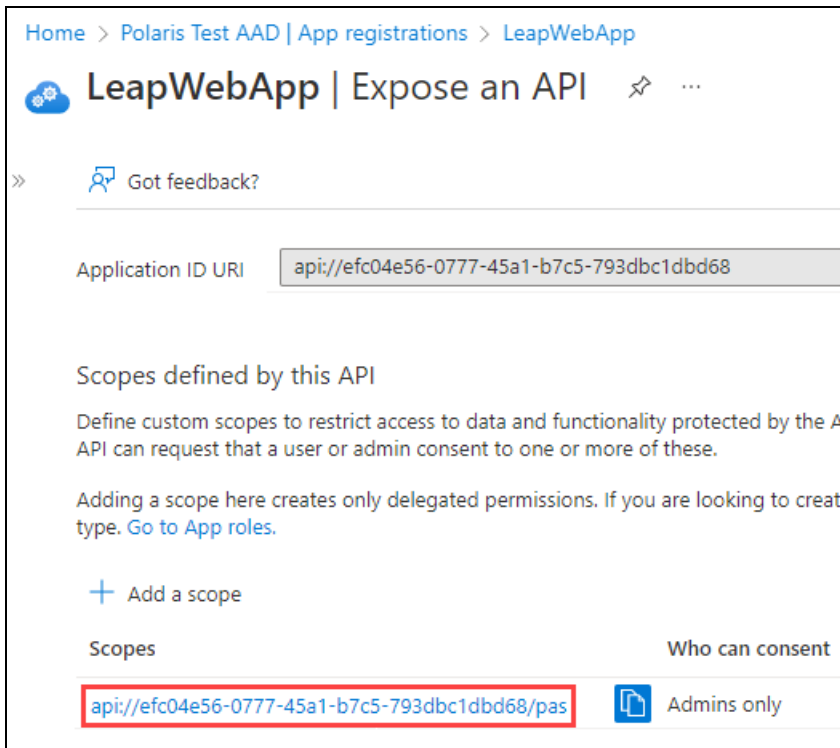 Home > Polaris Test AAD | App registrations > LeapWebApp
LeapWebApp | Expose an API
Got feedback?
Application ID URI api://efc04e56-0777-45a1-b7c5-793dbc1dbd68
Scopes defined by this API
Define custom scopes to restrict access to data and functionality protected by the
API can request that a user or admin consent to one or more of these.
Adding a scope here creates only delegated permissions. If you are looking to
type. Go to App roles.
Add a scope
Scopes Who can consent
api://efc04e56-0777-45a1-b7c5-793dbc1dbd68/pas Admins only